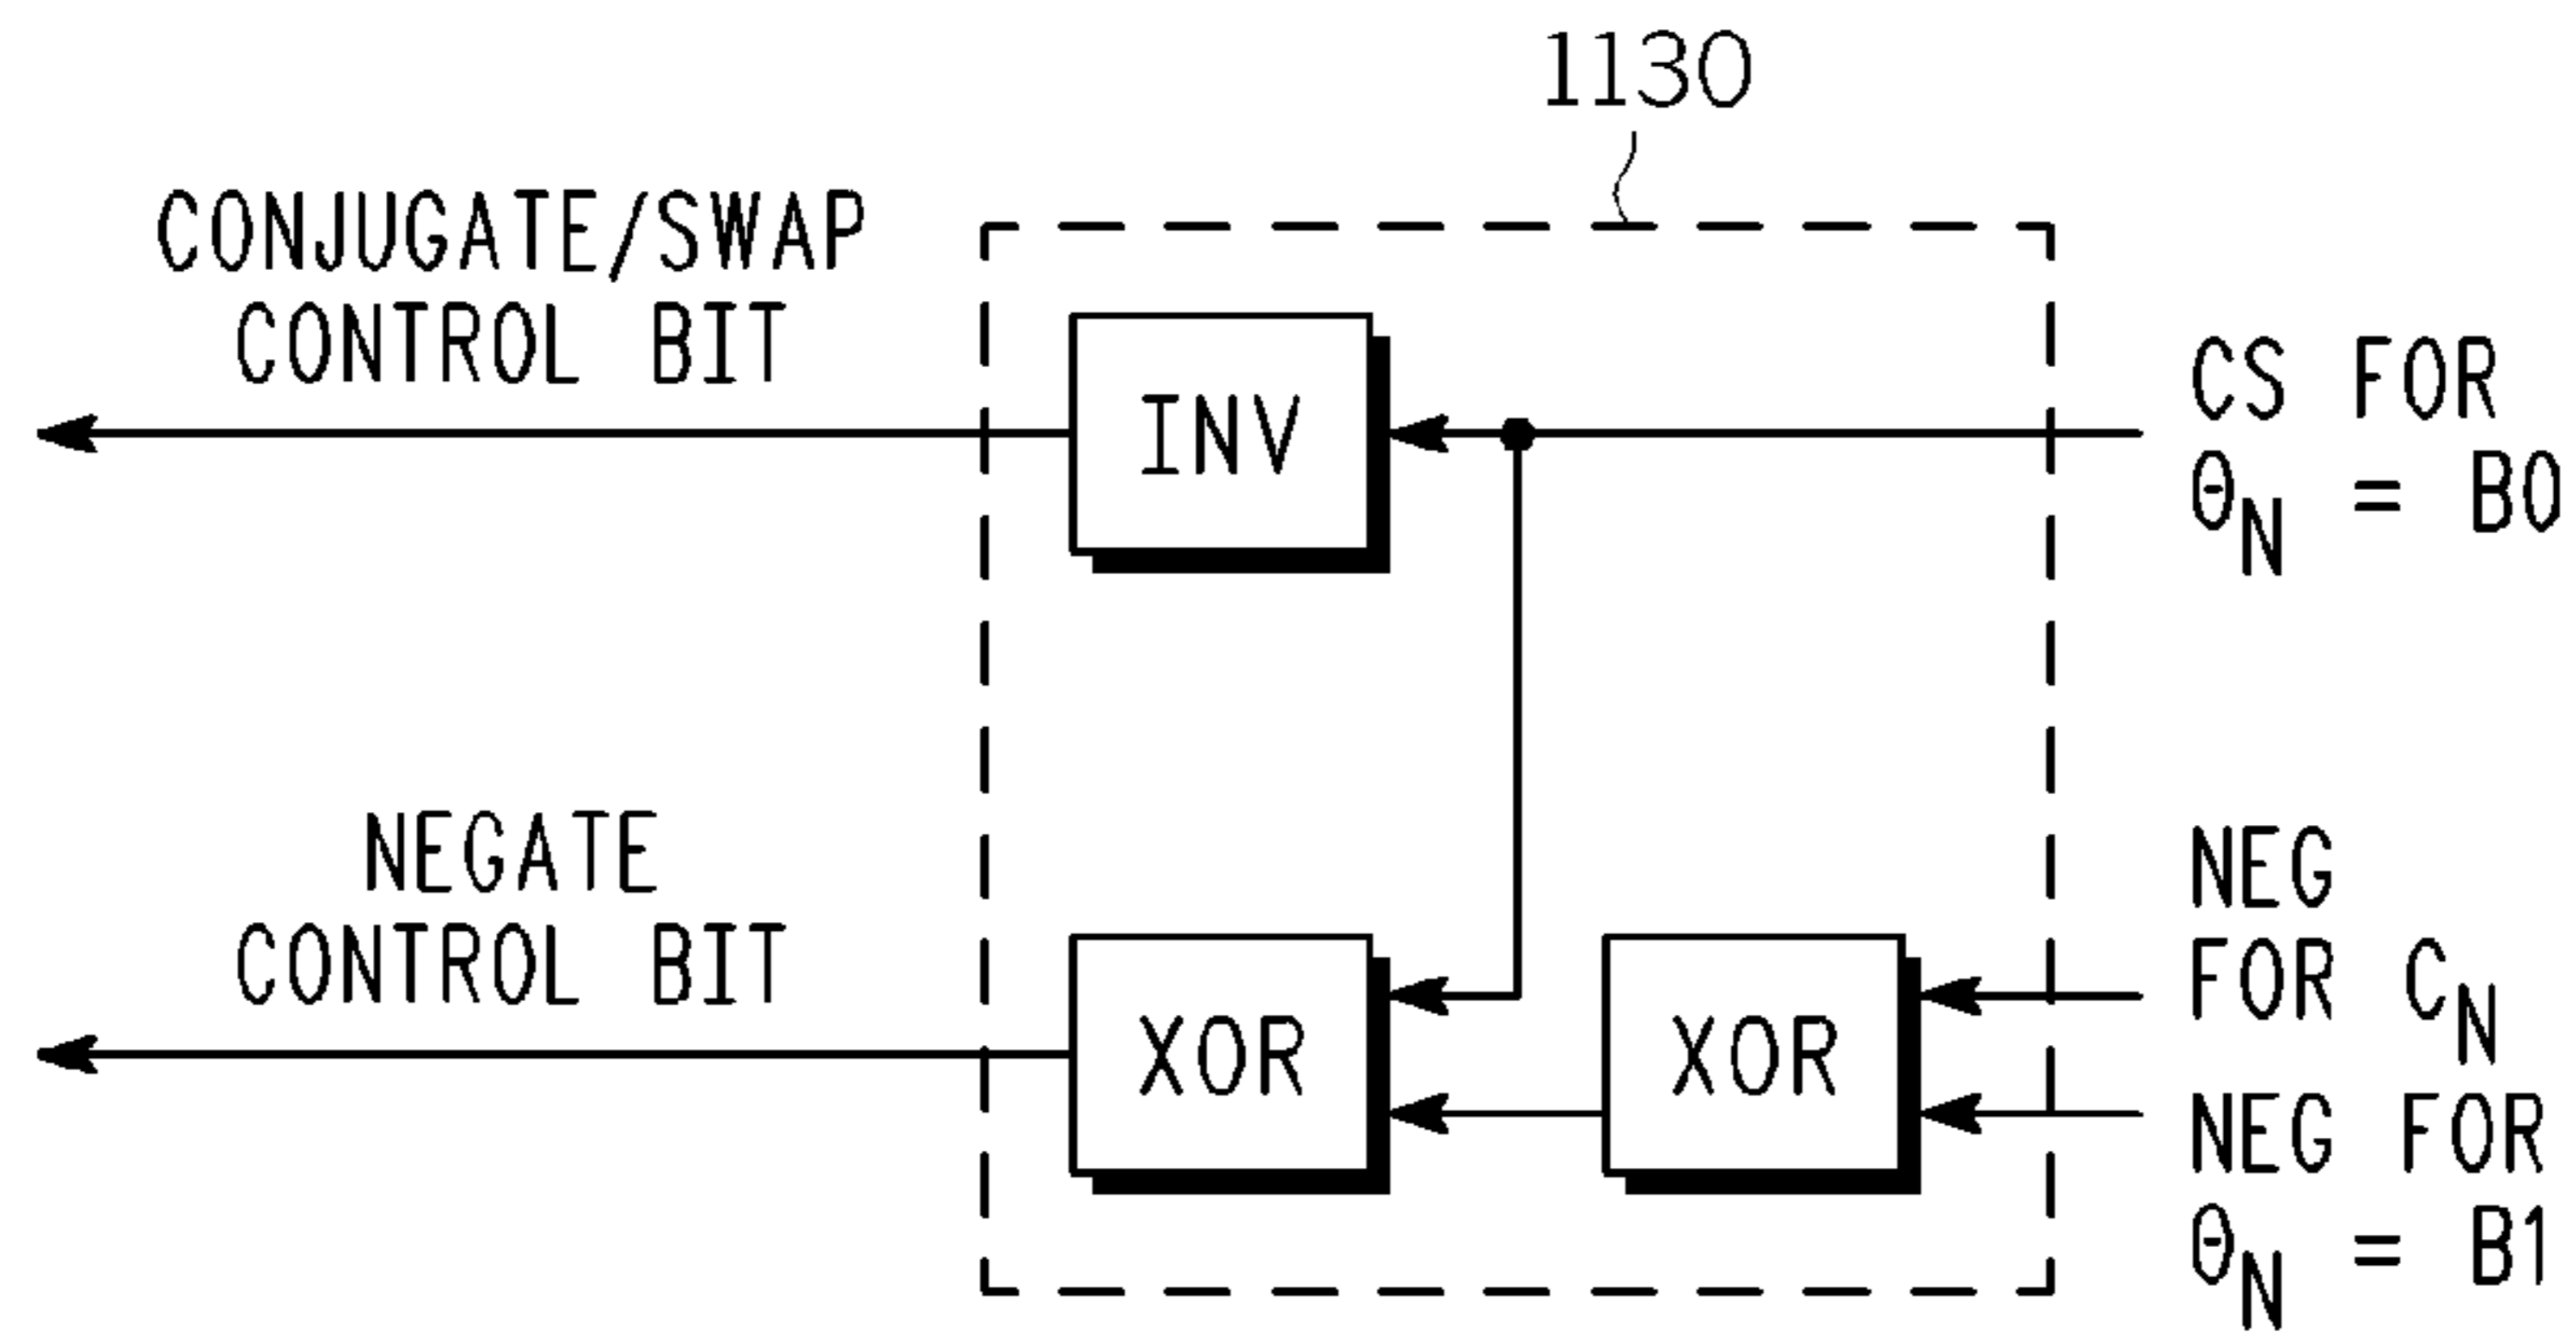 1130
CONJUGATE/SWAP
CONTROL BIT
INV
CS FOR
θN = B0
NEGATE
CONTROL BIT
XOR
XOR
NEG
FOR CN
NEG FOR
θN = B1